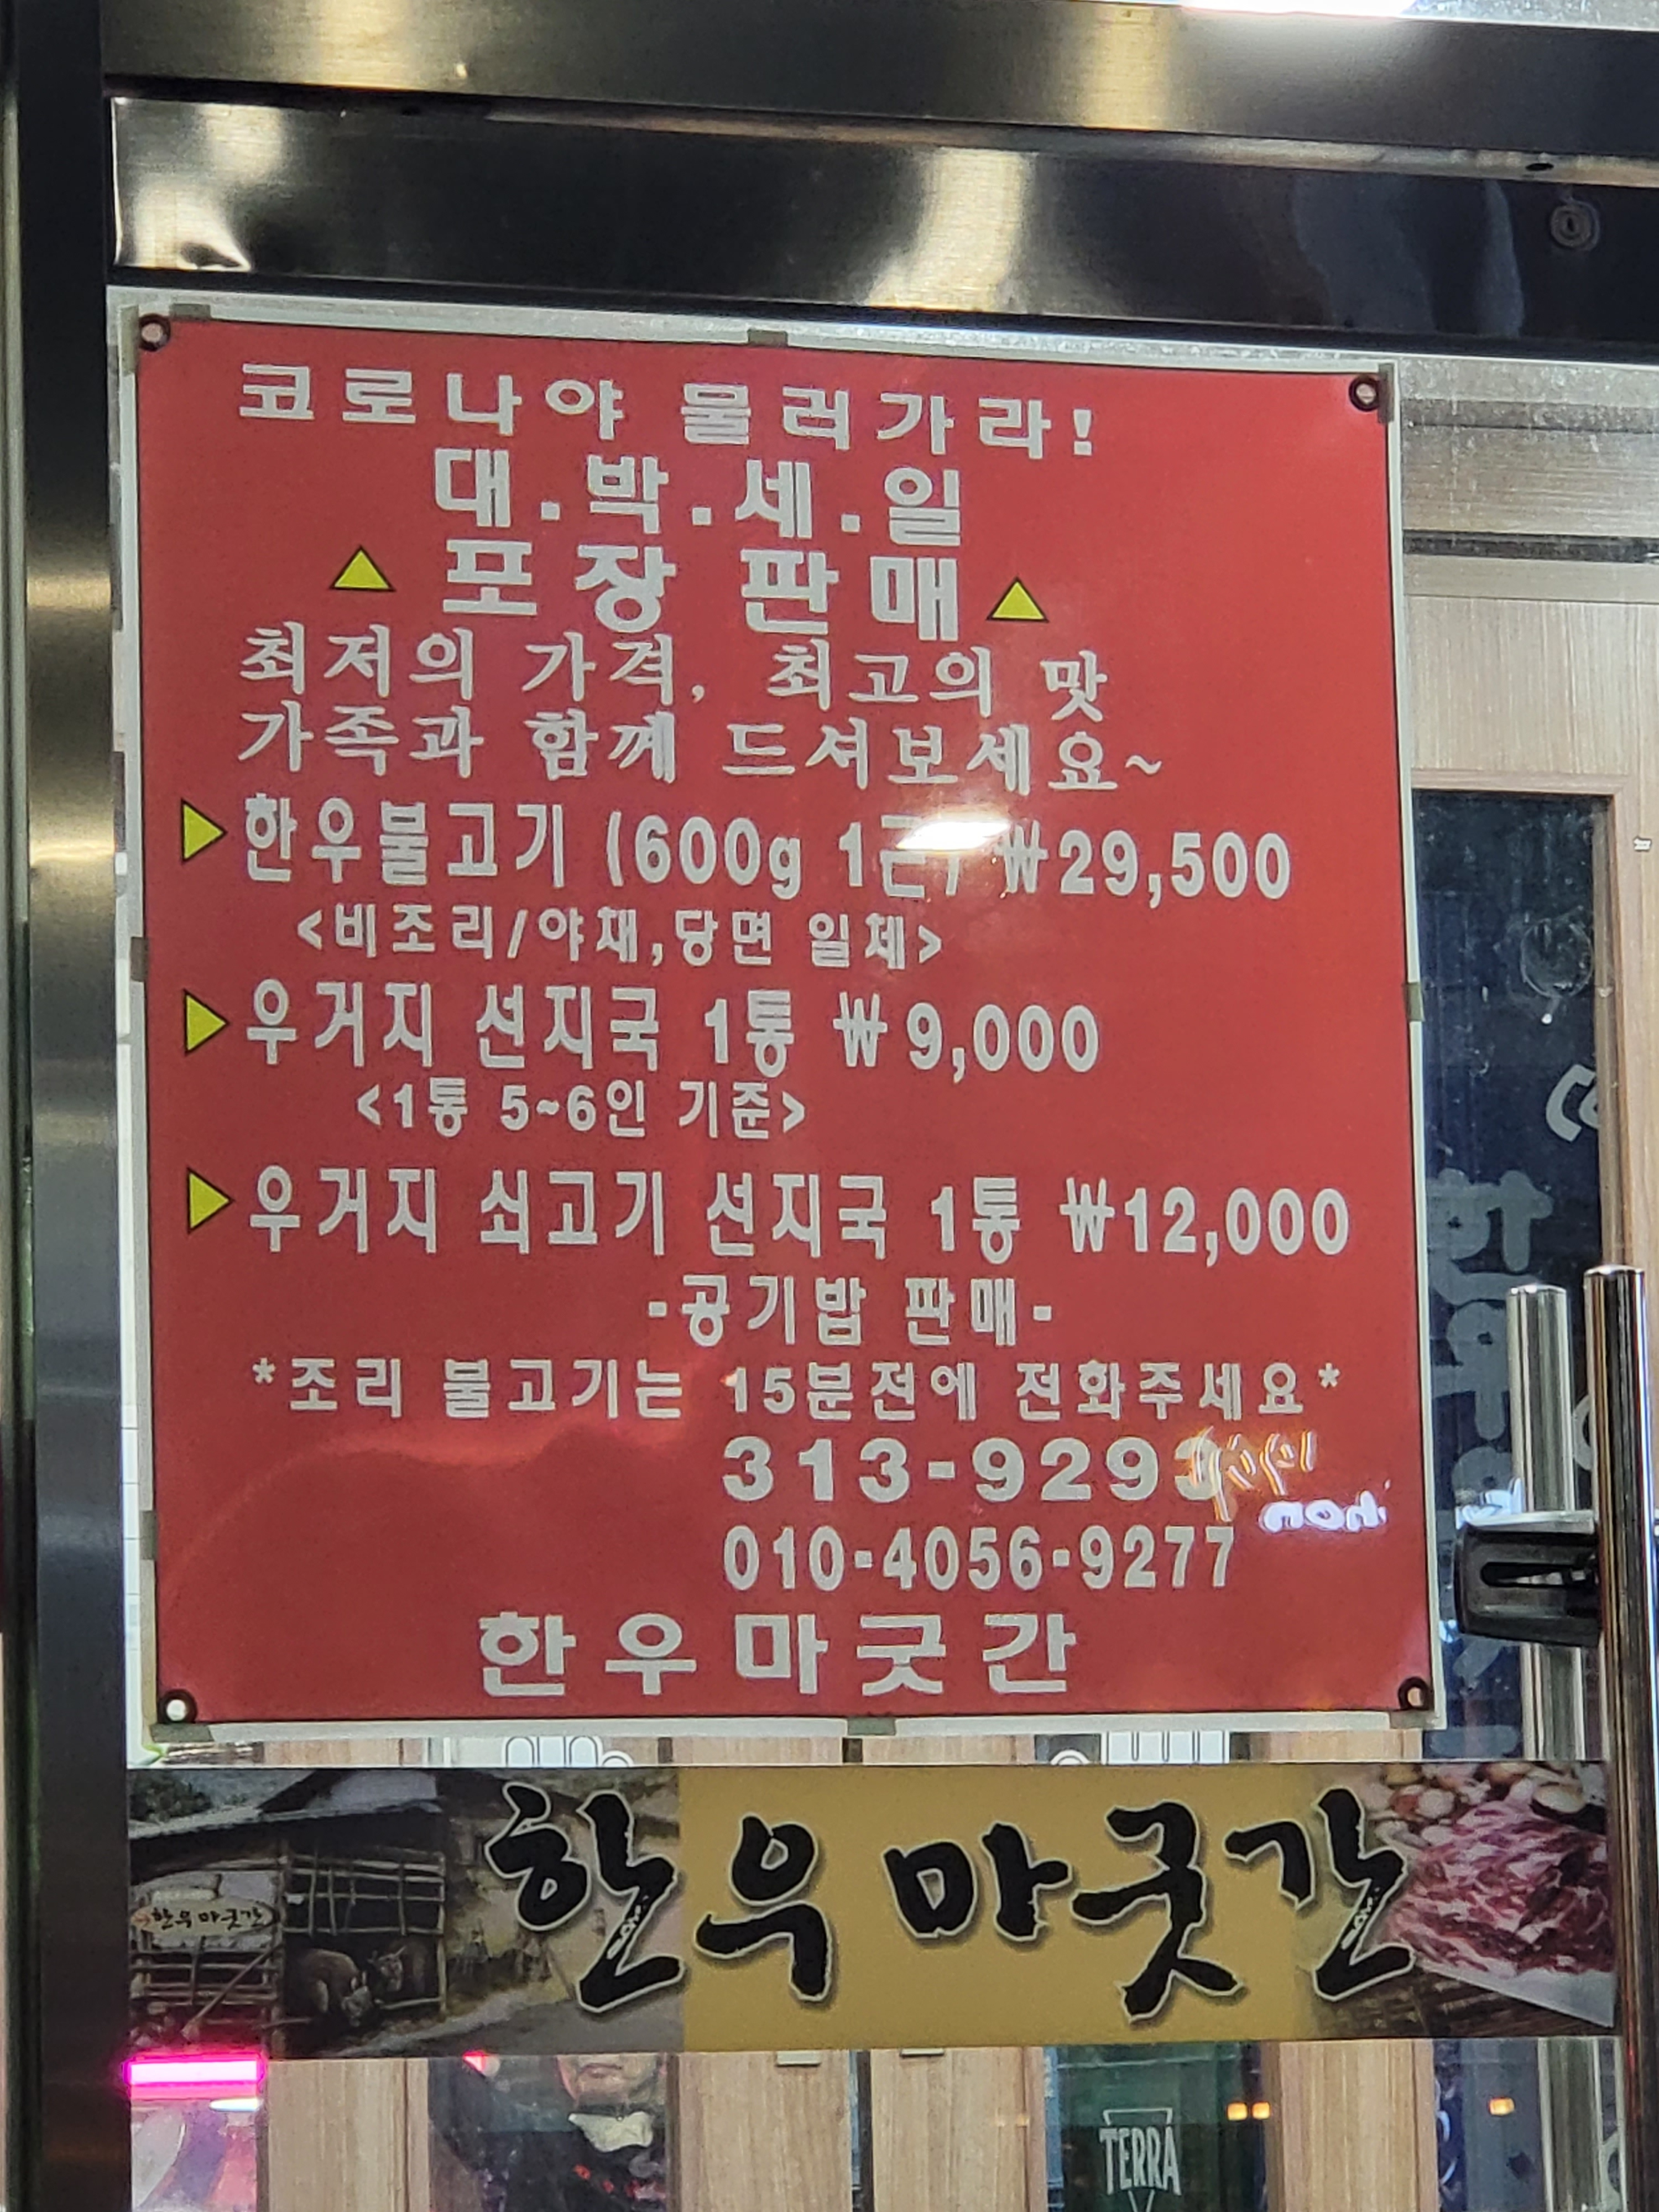 코로나야 물러가라!
대.박.세.일
포장 판매
최저의 가격, 최고의 맛
가족과 함께 드셔보세요~
한우불고기 (600g 1근) ₩29,500
<비조리/야채,당면 일체>
우거지 선지국 1통 ₩9,000
<1통 5~6인 기준>
우거지 쇠고기 선지국 1통 ₩12,000
-공기밥 판매-
*조리 불고기는 15분전에 전화주세요*
313-9293
010-4056-9277
한우마굿간
한우마굿간
한우마굿간
TERRA